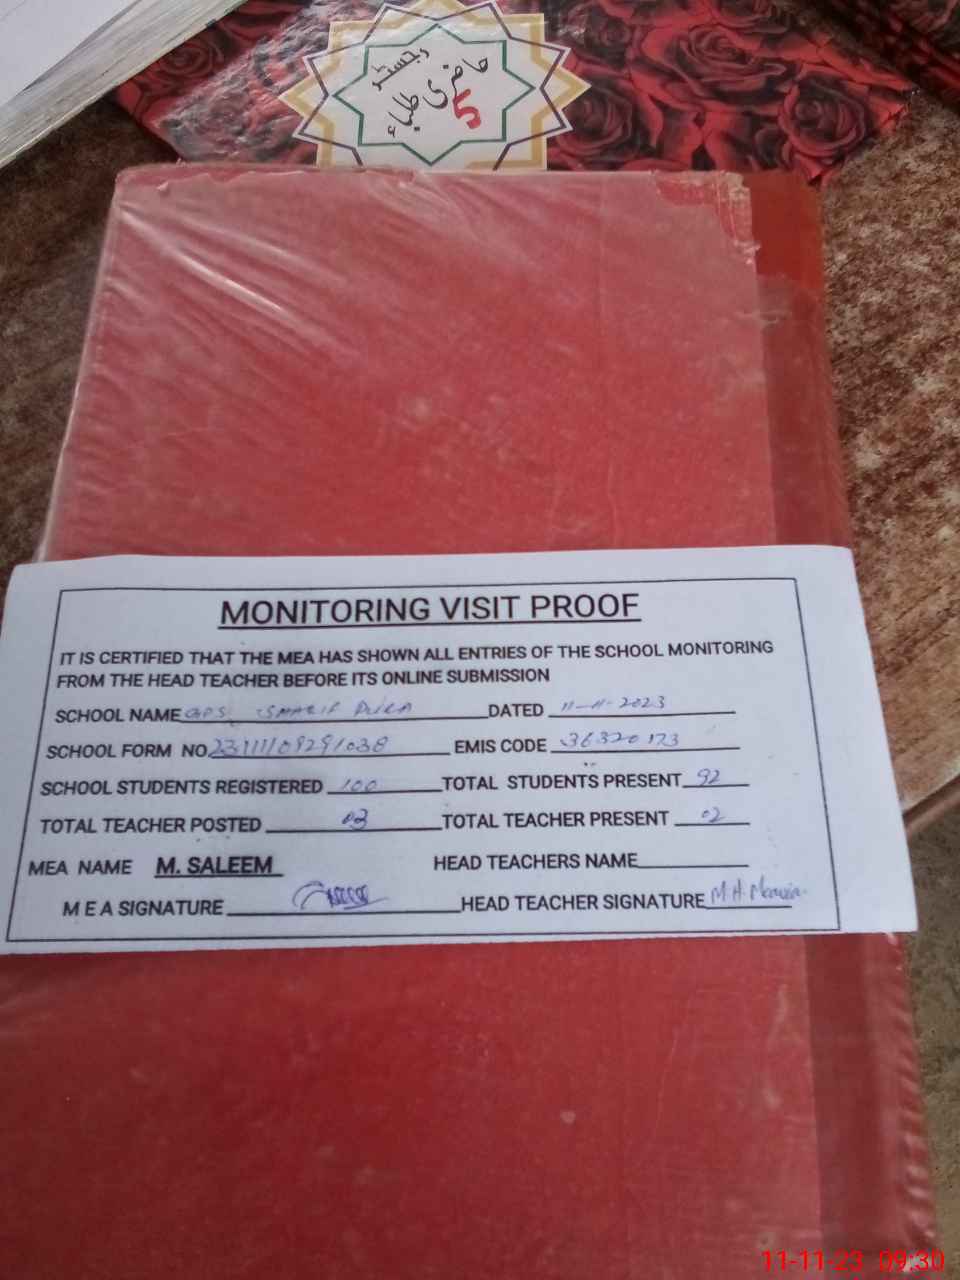 رجسٹر
حاضری
طلباء
MONITORING VISIT PROOF
IT IS CERTIFIED THAT THE MEA HAS SHOWN ALL ENTRIES OF THE SCHOOL MONITORING
FROM THE HEAD TEACHER BEFORE ITS ONLINE SUBMISSION
SCHOOL NAME GPS DATED 11-11-2023
SCHOOL FORM NO. EMIS CODE 36320173
SCHOOL STUDENTS REGISTERED 100 TOTAL STUDENTS PRESENT 92
TOTAL TEACHER POSTED 03 TOTAL TEACHER PRESENT 02
MEA NAME M. SALEEM HEAD TEACHERS NAME
M E A SIGNATURE HEAD TEACHER SIGNATURE M.H.
11-11-23 09:30